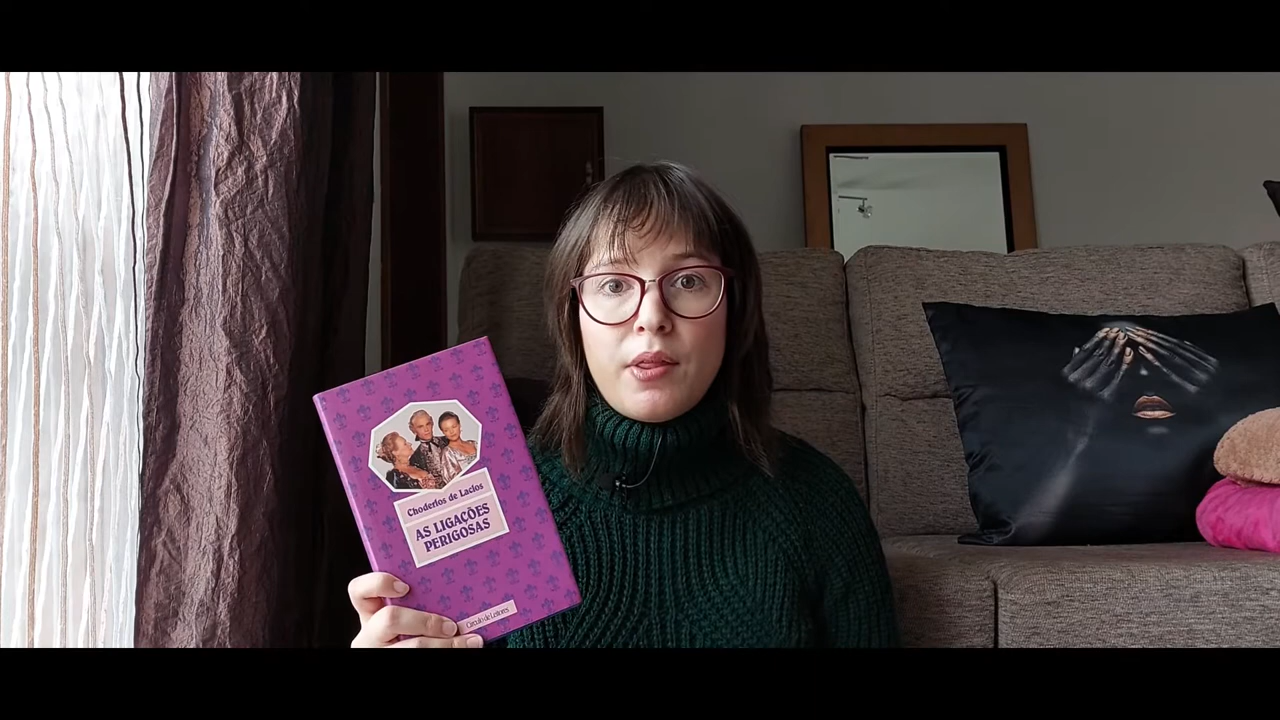 Choderlos de Laclos
AS LIGAÇÕES
PERIGOSAS
Círculo de Leitores